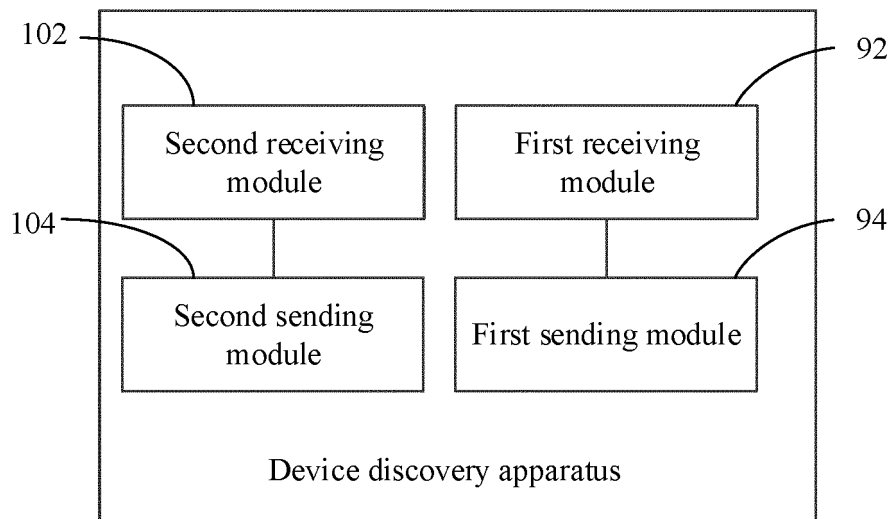 102
92
Second receiving
module
First receiving
module
104
94
Second sending
module
First sending module
Device discovery apparatus